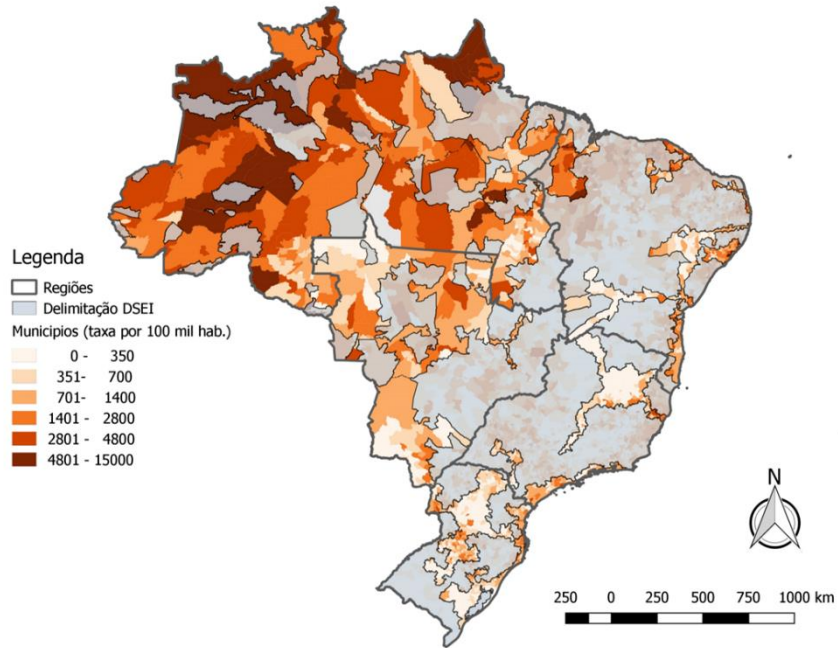 Legenda
Regiões
Delimitação DSEI
Municipios (taxa por 100 mil hab.)
0- 350
351- 700
701- 1400
1401- 2800
2801- 4800
4801- 15000
N
250 0 250 500 750 1000 km